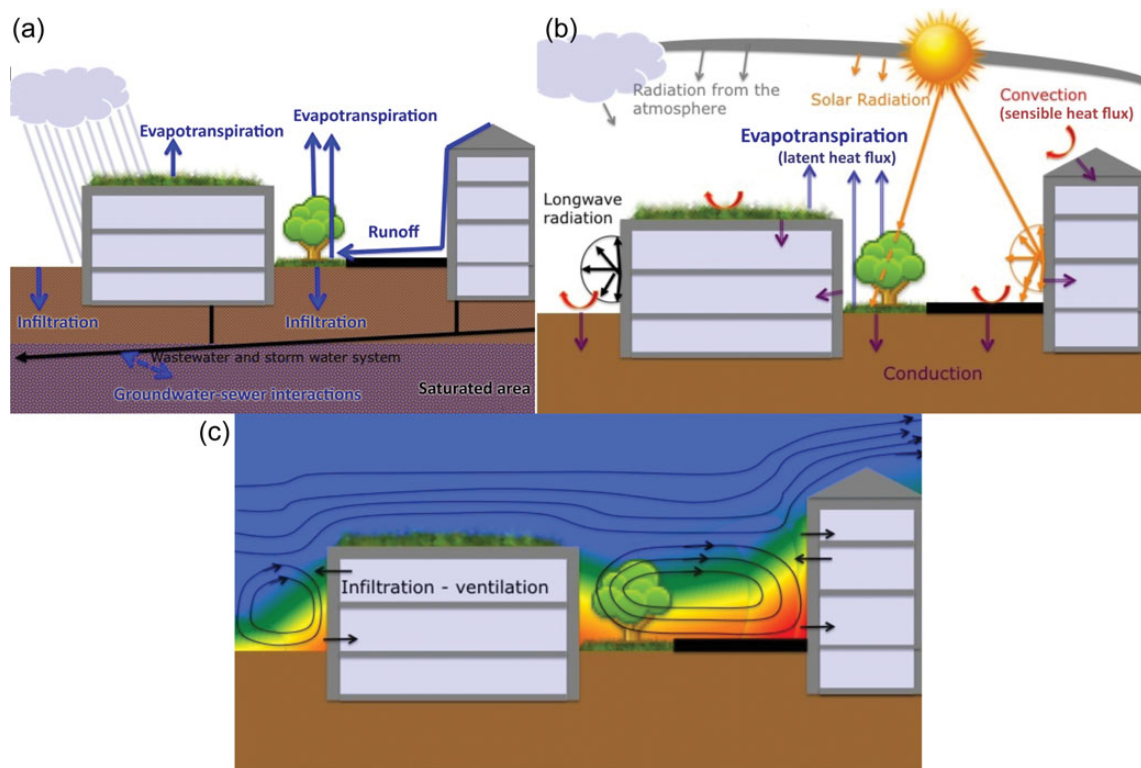 (a)
Evapotranspiration
Evapotranspiration
Runoff
Infiltration
Infiltration
Wastewater and storm water system
Groundwater-sewer interactions
Saturated area
(b)
Radiation from the
atmosphere
Solar Radiation
Convection
(sensible heat flux)
Evapotranspiration
(latent heat flux)
Longwave
radiation
Conduction
(c)
Infiltration - ventilation